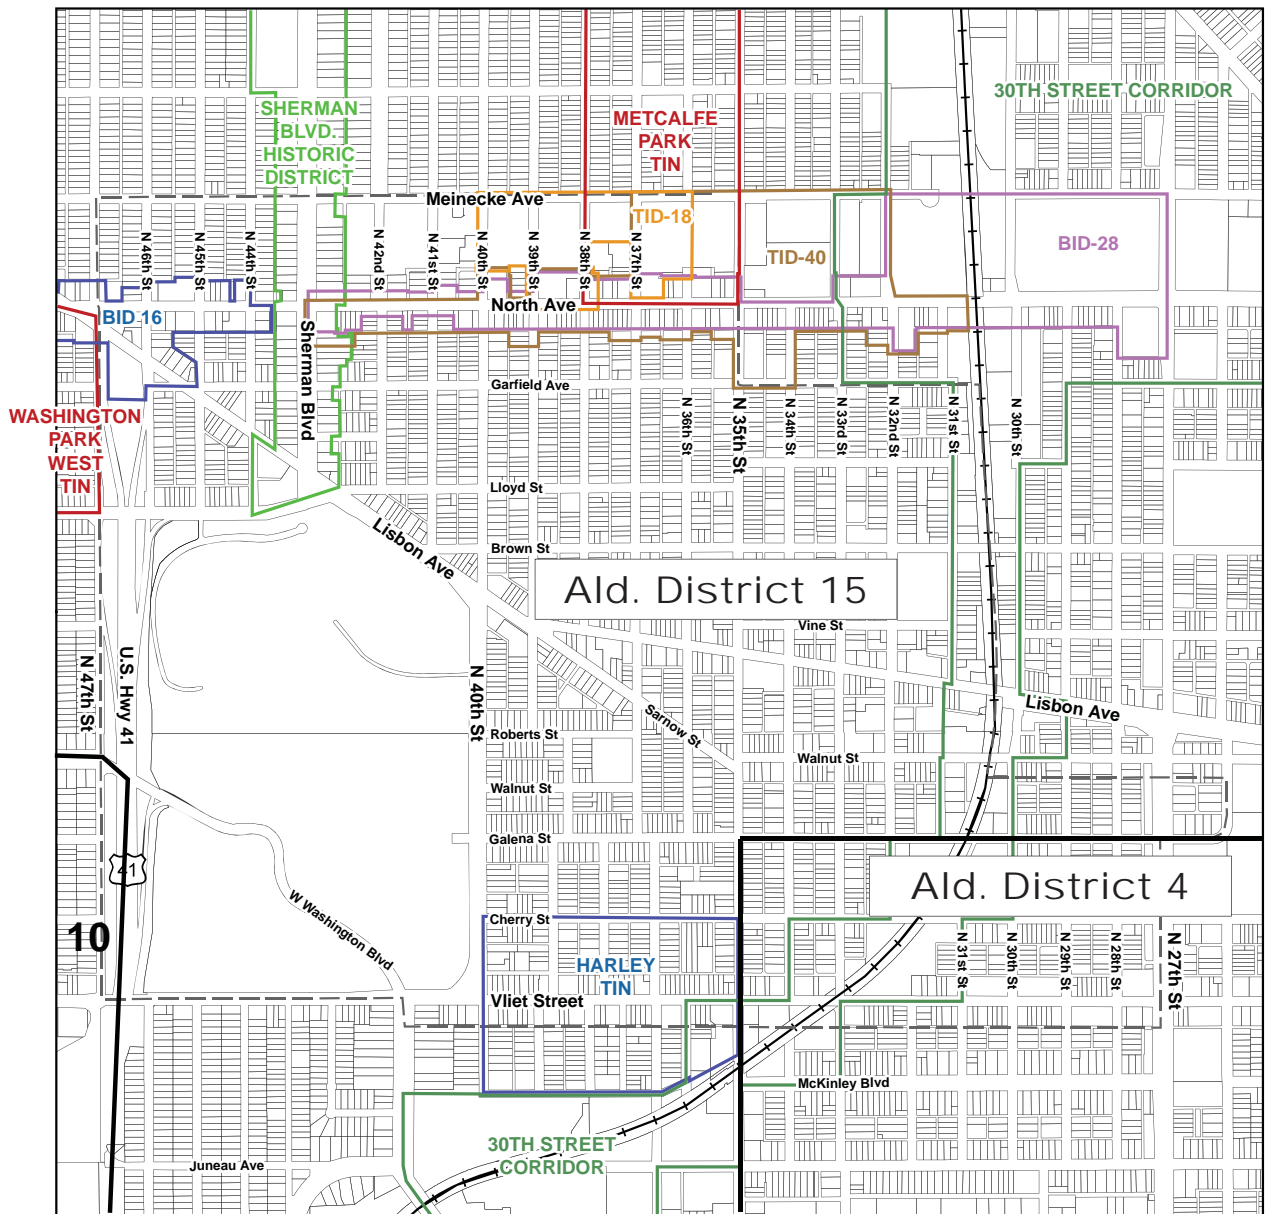 30TH STREET CORRIDOR
SHERMAN
BLVD.
HISTORIC
DISTRICT
METCALFE
PARK
TIN
Meinecke Ave
TID-18
BID-28
TID-40
N 46th St
N 45th St
N 44th St
N 42nd St
N 41st St
N 40th St
N 39th St
N 38th St
N 37th St
North Ave
BID 16
Sherman Blvd
Garfield Ave
WASHINGTON
PARK
WEST
TIN
N 36th St
N 35th St
N 34th St
N 33rd St
N 32nd St
N 31st St
N 30th St
Lloyd St
Lisbon Ave
Brown St
Ald. District 15
Vine St
N 47th St
U.S. Hwy 41
N 40th St
Sarnow St
Lisbon Ave
Roberts St
Walnut St
Walnut St
Galena St
41
Ald. District 4
W Washington Blvd
Cherry St
10
HARLEY
TIN
N 31st St
N 30th St
N 29th St
N 28th St
N 27th St
Vliet Street
McKinley Blvd
30TH STREET
CORRIDOR
Juneau Ave